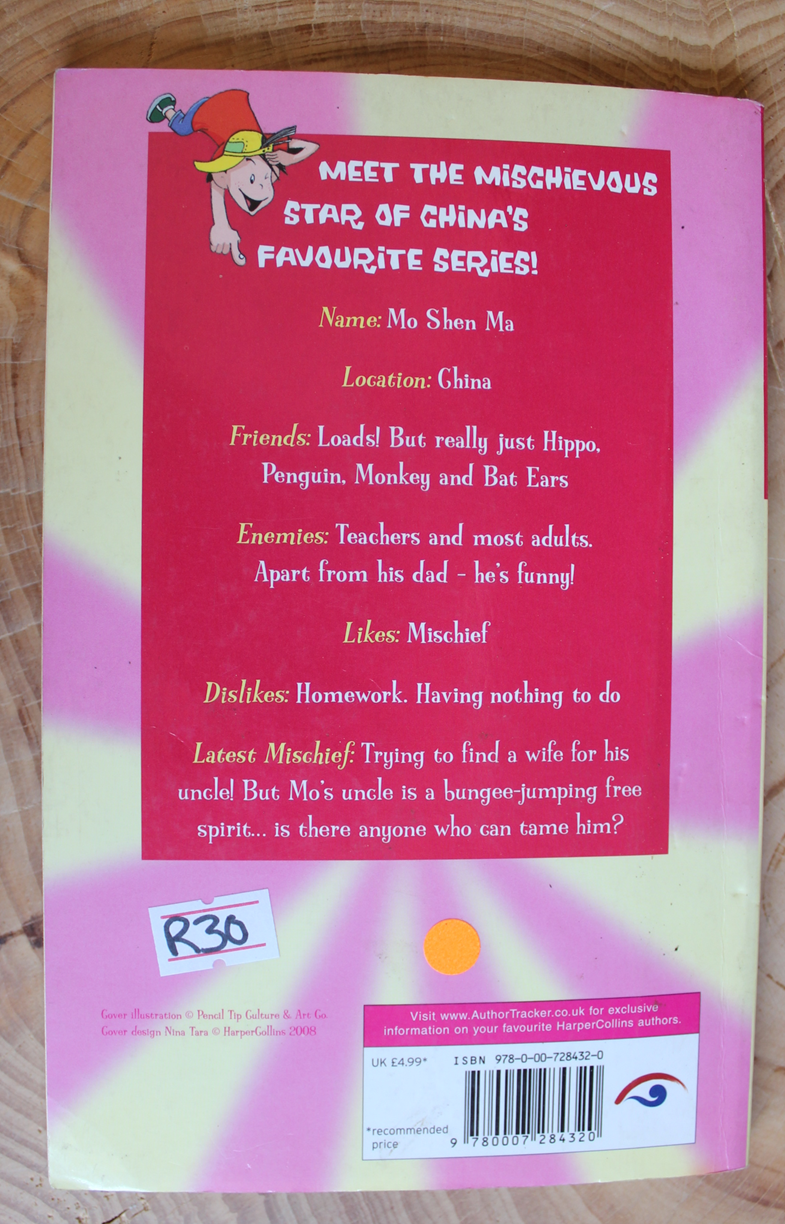 MEET THE MISCHIEVOUS
STAR OF CHINA'S
FAVOURITE SERIES!
Name: Mo Shen Ma
Location: China
Friends: Loads! But really just Hippo,
Penguin, Monkey and Bat Ears
Enemies: Teachers and most adults.
Apart from his dad - he's funny!
Likes: Mischief
Dislikes: Homework. Having nothing to do
Latest Mischief: Trying to find a wife for his
uncle! But Mo's uncle is a bungee-jumping free
spirit... is there anyone who can tame him?
R30
Cover illustration © Pencil Tip Culture & Art Co.
Cover design Nina Tara © HarperCollins 2008
Visit www.AuthorTracker.co.uk for exclusive
information on your favourite HarperCollins authors.
UK £4.99*
ISBN 978-0-00-728432-0
*recommended
price
9 780007 284320